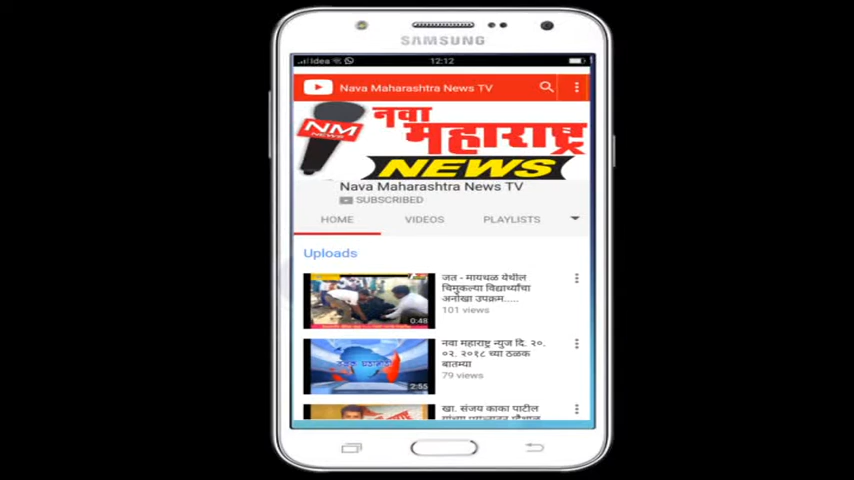 SAMSUNG
Idea
12:12
Nava Maharashtra News TV
NM
NEWS
नवा
महाराष्ट्र
NEWS
Nava Maharashtra News TV
SUBSCRIBED
HOME VIDEOS PLAYLISTS
Uploads
जत - मायथळ येथील
चिमुकल्या विद्यार्थ्यांचा
अनोखा उपक्रम.....
101 views
0:48
नवा महाराष्ट्र न्युज दि. २०.
०२. २०१८ च्या ठळक
बातम्या
79 views
2:55
खा. संजय काका पाटील